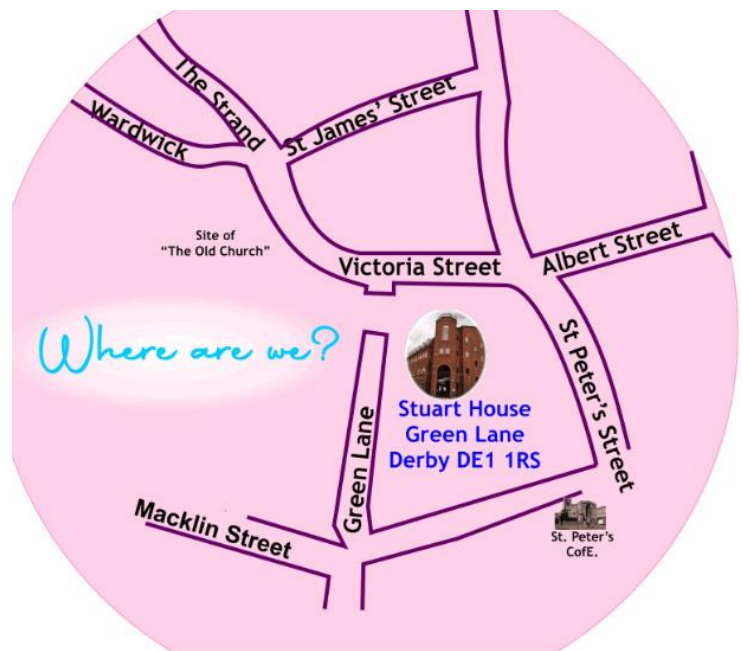 The Strand
St James' Street
Wardwick
Site of
"The Old Church"
Victoria Street
Albert Street
Where are we?
St Peter's Street
Stuart House
Green Lane
Derby DE1 1RS
Green Lane
Macklin Street
St. Peter's
CofE.